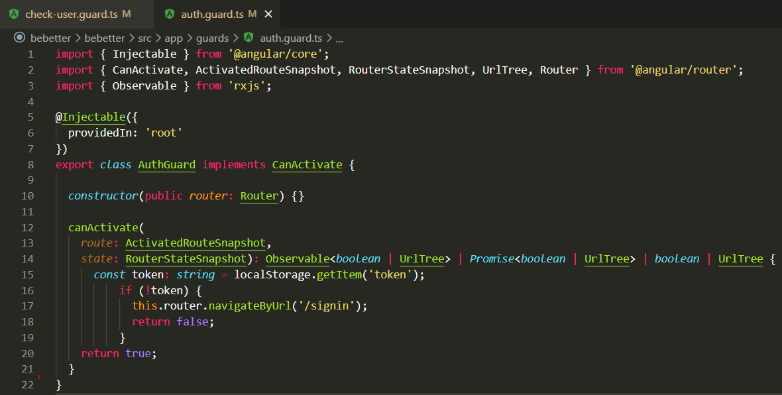 check-user.guard.ts M
auth.guard.ts M
bebetter > bebetter > src > app > guards > auth.guard.ts > ...
1 import { Injectable } from '@angular/core';
2 import { CanActivate, ActivatedRouteSnapshot, RouterStateSnapshot, UrlTree, Router } from '@angular/router';
3 import { Observable } from 'rxjs';
4
5 @Injectable({
6   providedIn: 'root'
7 })
8 export class AuthGuard implements CanActivate {
9
10   constructor(public router: Router) {}
11
12   canActivate(
13     route: ActivatedRouteSnapshot,
14     state: RouterStateSnapshot): Observable<boolean | UrlTree> | Promise<boolean | UrlTree> | boolean | UrlTree {
15       const token: string = localStorage.getItem('token');
16           if (!token) {
17             this.router.navigateByUrl('/signin');
18             return false;
19           }
20     return true;
21   }
22 }